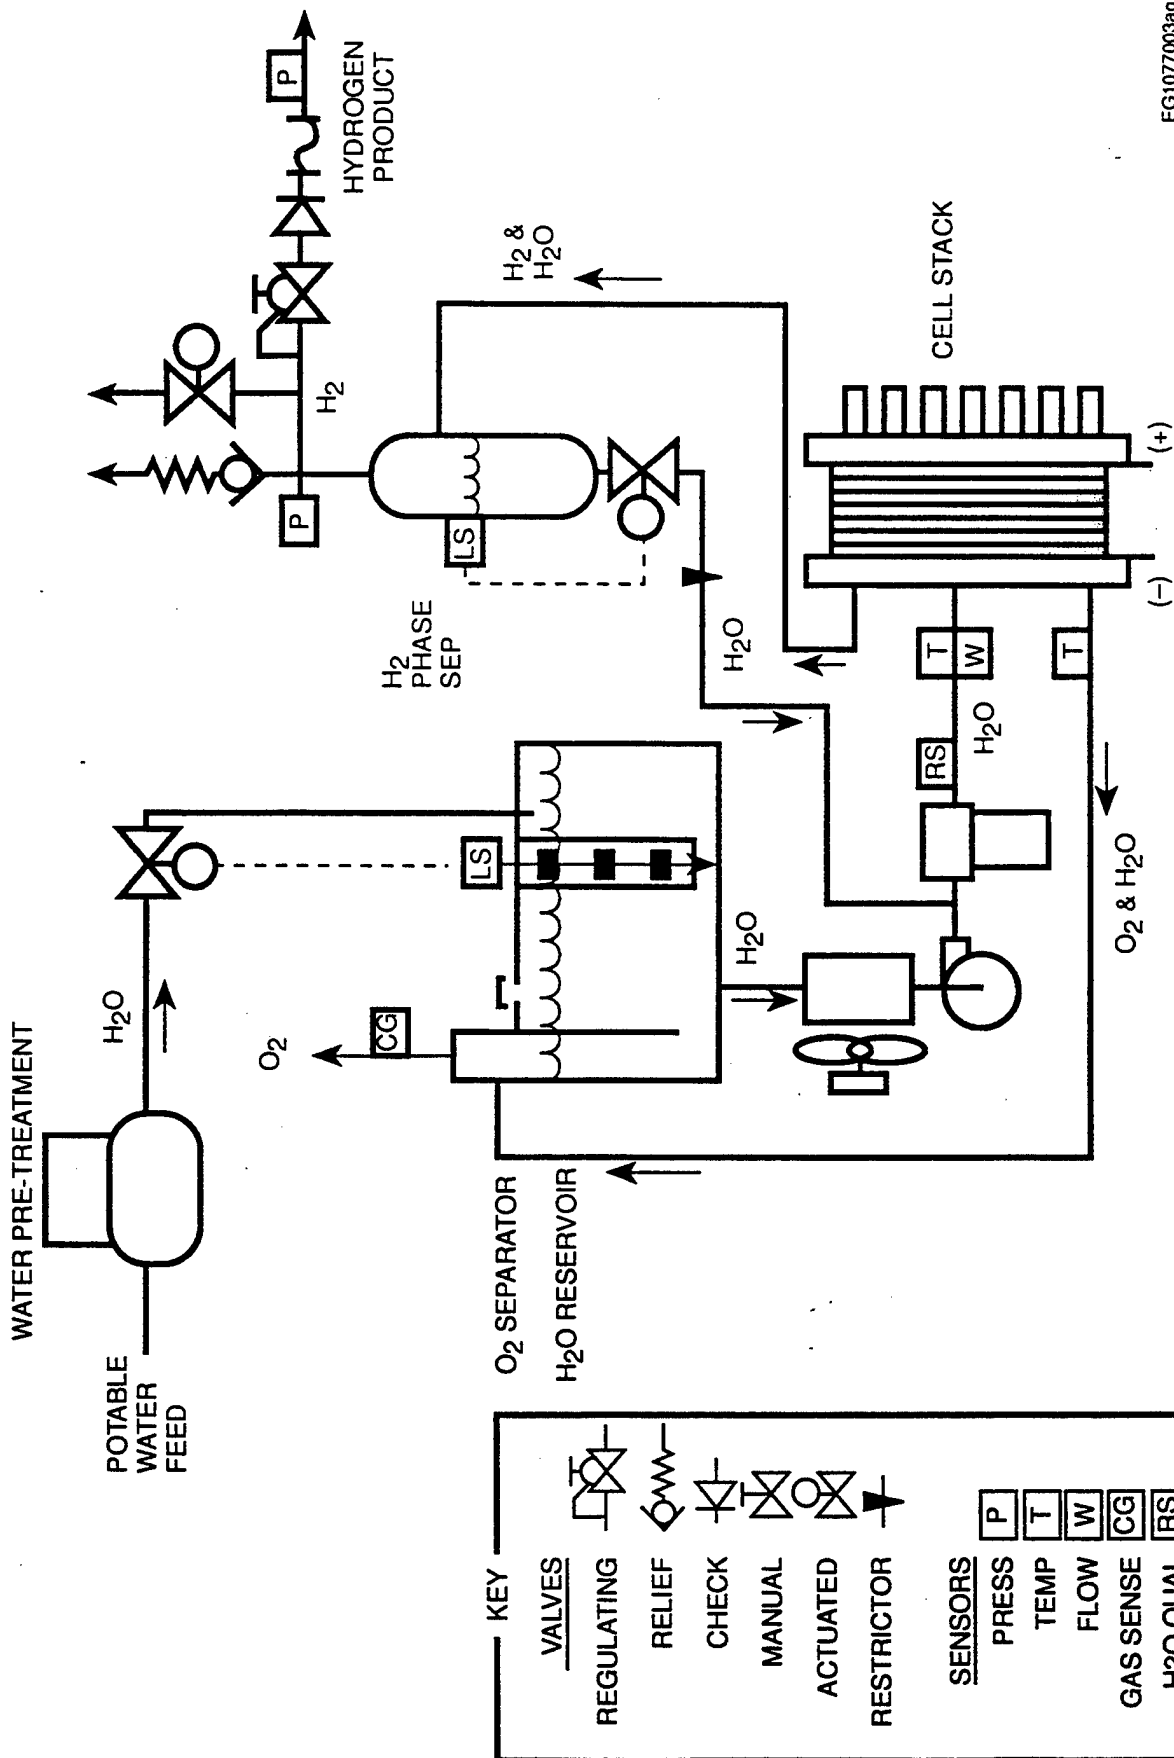 WATER PRE-TREATMENT
POTABLE
WATER
FEED
H2O
O2
CG
LS
O2 SEPARATOR
H2O RESERVOIR
H2O
H2
PHASE
SEP
LS
P
H2
P
HYDROGEN
PRODUCT
H2 &
H2O
H2O
CELL STACK
RS
H2O
T
W
T
(−)
(+)
O2 & H2O
KEY
VALVES
REGULATING
RELIEF
CHECK
MANUAL
ACTUATED
RESTRICTOR
SENSORS
PRESS P
TEMP T
FLOW W
GAS SENSE CG
H2O QUAL RS